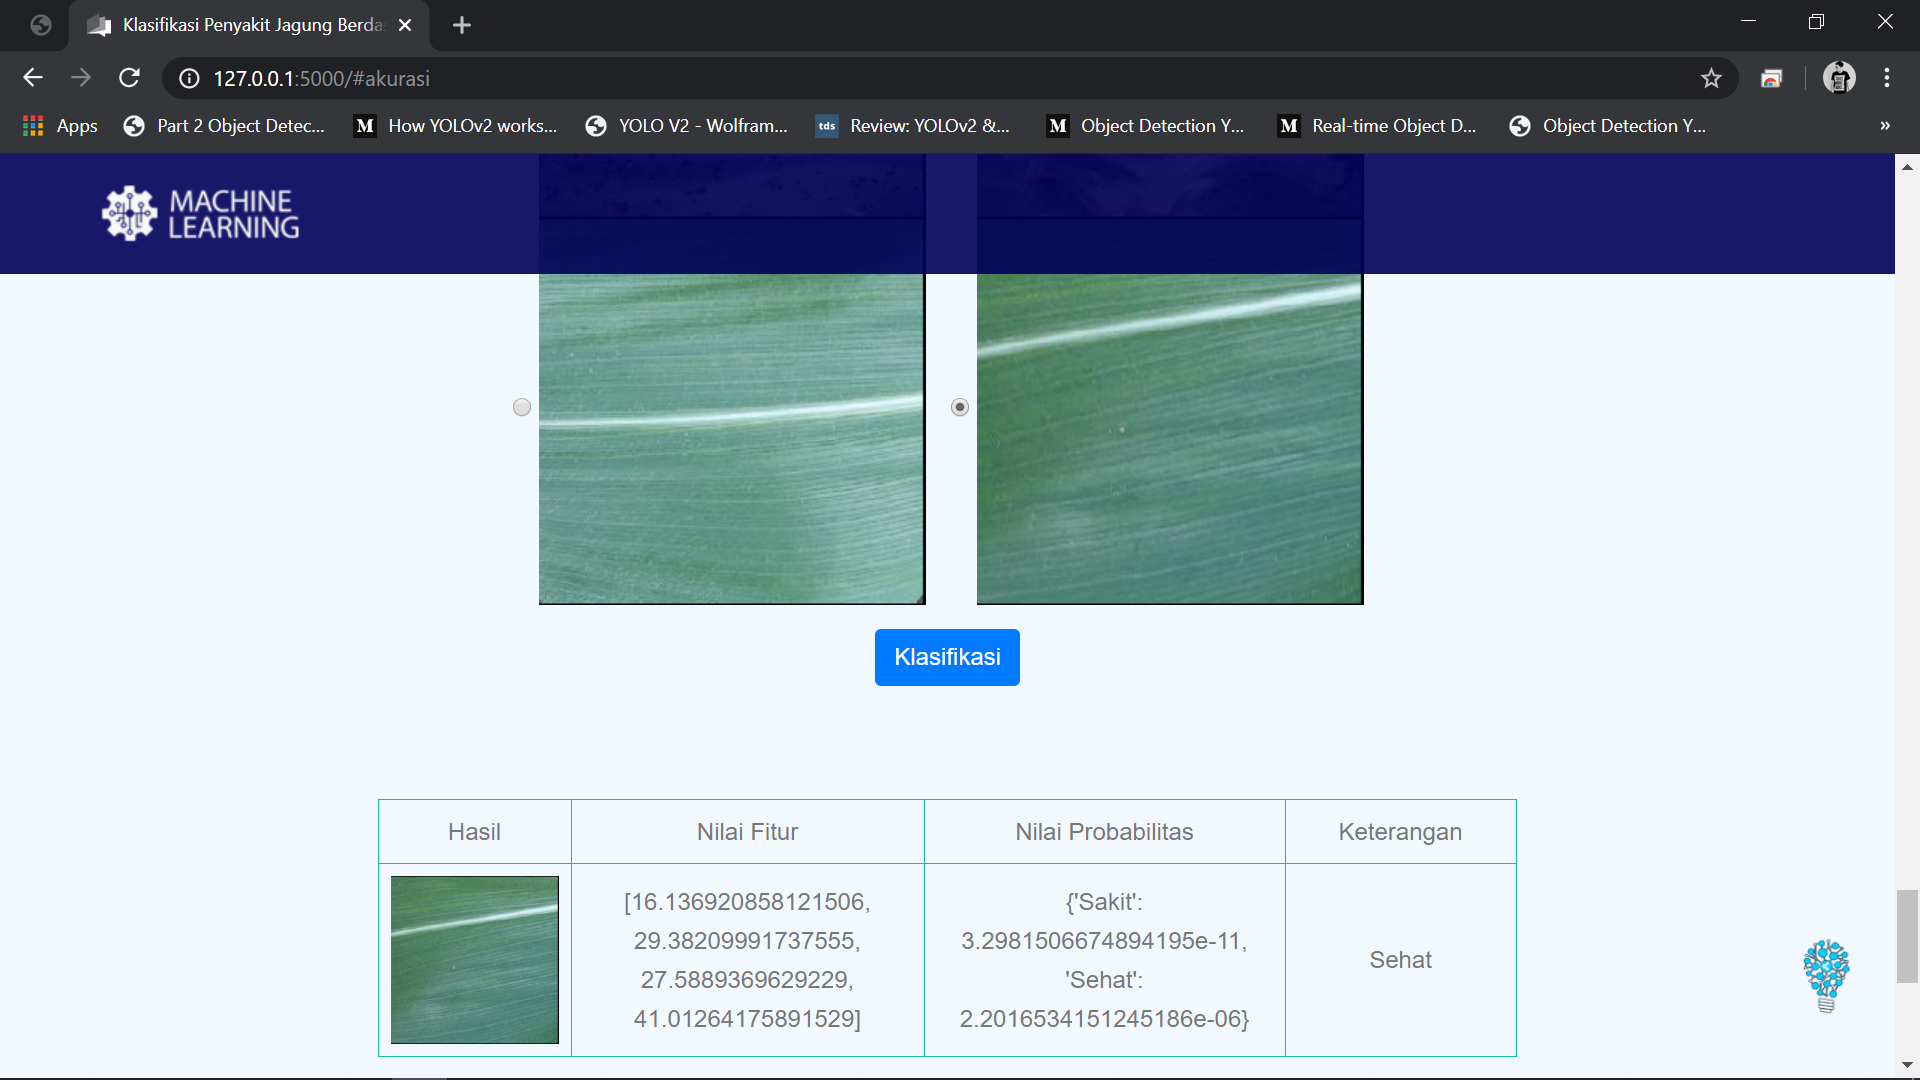 Klasifikasi Penyakit Jagung Berda
127.0.0.1:5000/#akurasi
Apps
Part 2 Object Detec...
M
How YOLOv2 works...
YOLO V2 - Wolfram...
tds
Review: YOLOv2 &...
M
Object Detection Y...
M
Real-time Object D...
Object Detection Y...
»
MACHINE
LEARNING
Klasifikasi
Hasil
Nilai Fitur
Nilai Probabilitas
Keterangan
[16.136920858121506,
29.38209991737555,
27.5889369629229,
41.01264175891529]
{'Sakit':
3.2981506674894195e-11,
'Sehat':
2.2016534151245186e-06}
Sehat